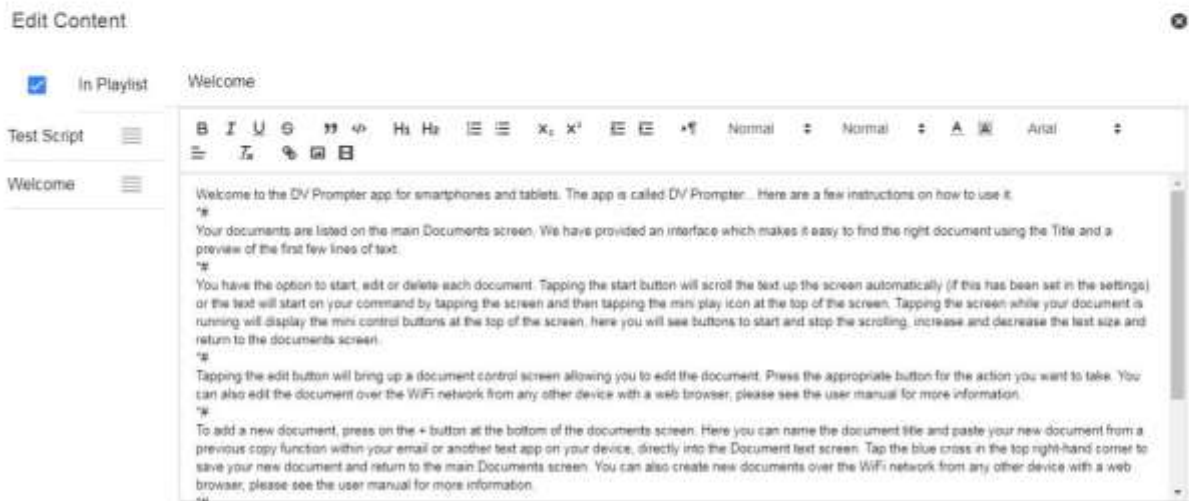 Edit Content
In Playlist
Welcome
Test Script
Welcome
B I U S H1 H2 X2 X2 Normal Normal A A Arial
Welcome to the DV Prompter app for smartphones and tablets. The app is called DV Prompter... Here are a few instructions on how to use it.
*#
Your documents are listed on the main Documents screen. We have provided an interface which makes it easy to find the right document using the Title and a
preview of the first few lines of text.
*#
You have the option to start, edit or delete each document. Tapping the start button will scroll the text up the screen automatically (if this has been set in the settings)
or the text will start on your command by tapping the screen and then tapping the mini play icon at the top of the screen. Tapping the screen while your document is
running will display the mini control buttons at the top of the screen, here you will see buttons to start and stop the scrolling, increase and decrease the text size and
return to the documents screen.
*#
Tapping the edit button will bring up a document control screen allowing you to edit the document. Press the appropriate button for the action you want to take. You
can also edit the document over the WiFi network from any other device with a web browser, please see the user manual for more information.
*#
To add a new document, press on the + button at the bottom of the documents screen. Here you can name the document title and paste your new document from a
previous copy function within your email or another text app on your device, directly into the Document text screen. Tap the blue cross in the top right-hand corner to
save your new document and return to the main Documents screen. You can also create new documents over the WiFi network from any other device with a web
browser, please see the user manual for more information.
*#